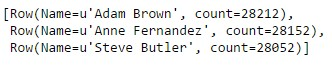 [Row(Name=u'Adam Brown', count=28212),
Row(Name=u'Anne Fernandez', count=28152),
Row(Name=u'Steve Butler', count=28052)]